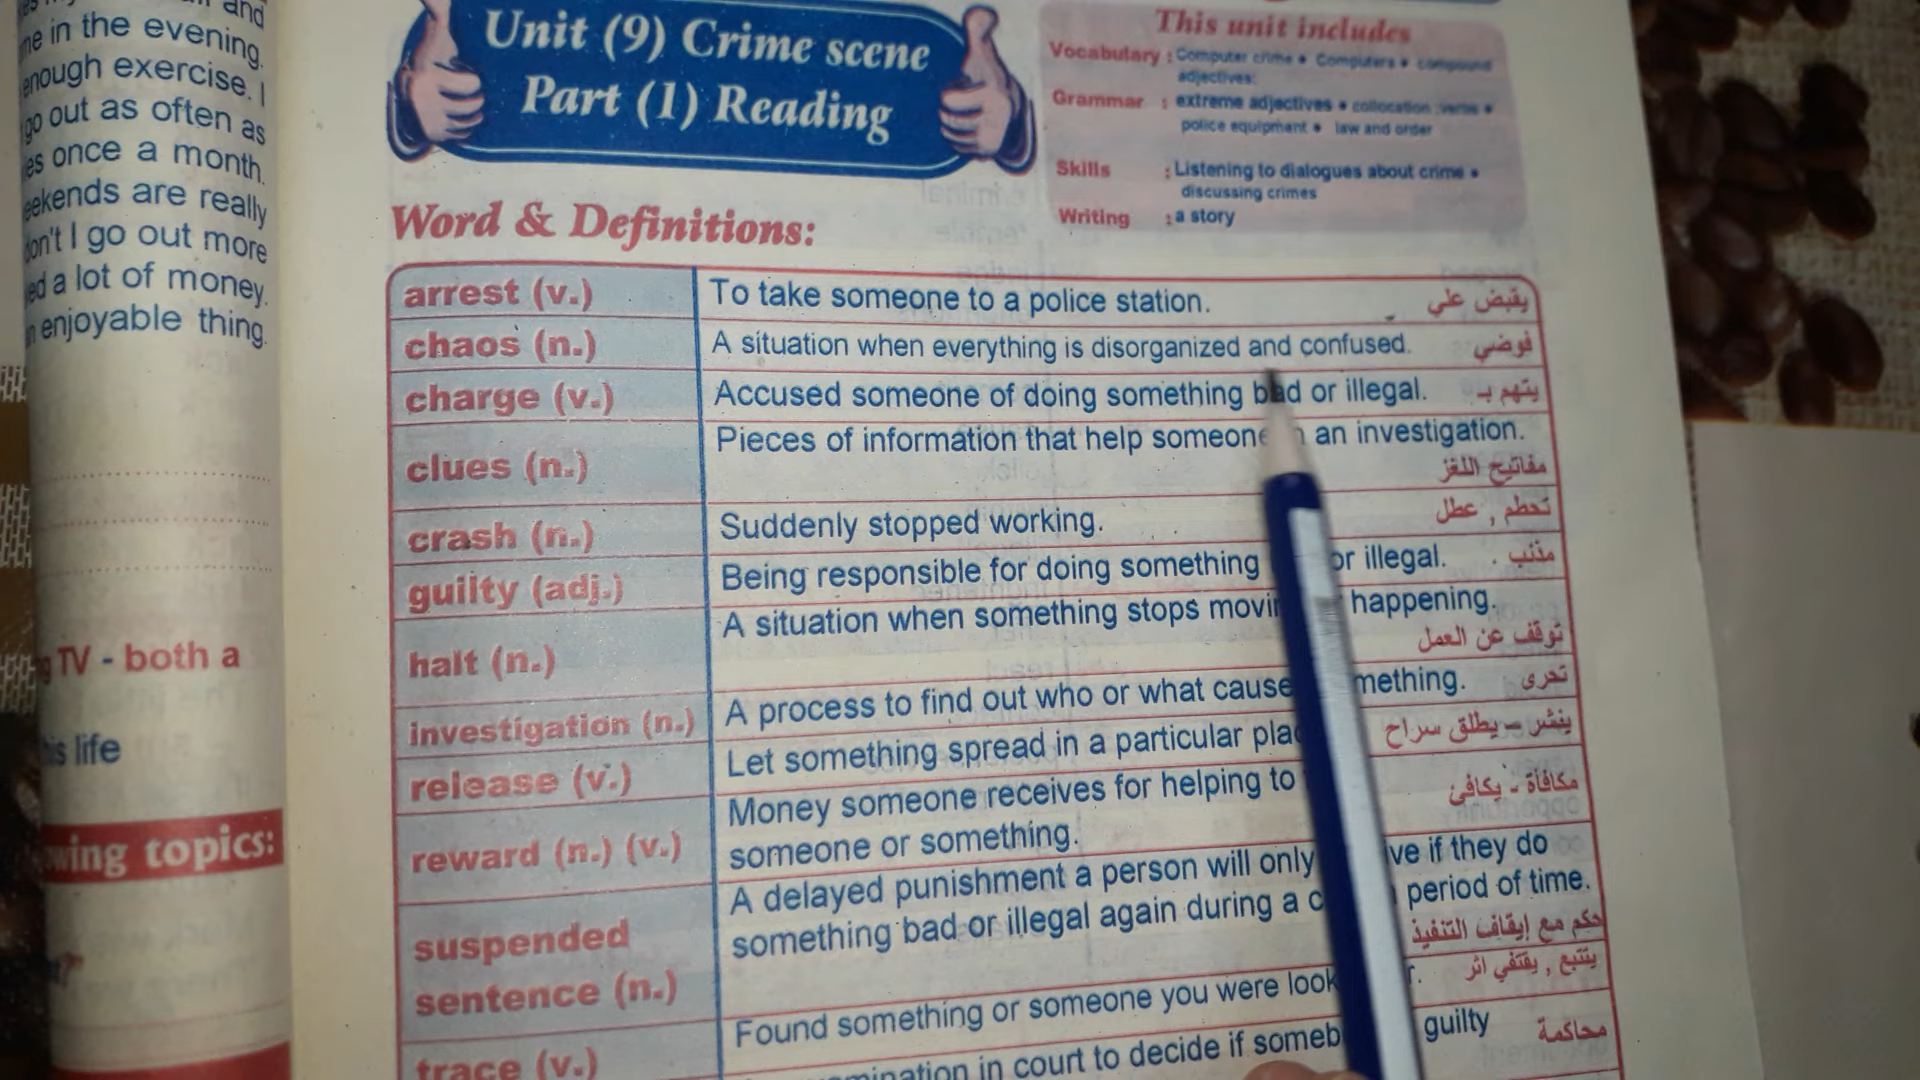 and
me in the evening.
enough exercise. I
go out as often as
es once a month.
eekends are really
don't I go out more
ed a lot of money.
enjoyable thing.
TV - both a
his life
wing topics:
Unit (9) Crime scene
Part (1) Reading
This unit includes
Vocabulary : Computer crime • Computers • compound
adjectives:
Grammar : extreme adjectives • collocation verbs •
police equipment • law and order
Skills : Listening to dialogues about crime •
discussing crimes
Writing : a story
Word & Definitions:
arrest (v.) To take someone to a police station. يقبض علي
chaos (n.) A situation when everything is disorganized and confused. فوضي
charge (v.) Accused someone of doing something bad or illegal. يتهم بـ
clues (n.) Pieces of information that help someone an investigation.
مفاتيح اللغز
crash (n.) Suddenly stopped working. تحطم , عطل
guilty (adj.) Being responsible for doing something or illegal. مذنب
halt (n.) A situation when something stops happening.
توقف عن العمل
investigation (n.) A process to find out who or what cause mething. تحرى
release (v.) Let something spread in a particular ينشر – يطلق سراح
reward (n.) (v.) Money someone receives for helping to مكافأة - يكافئ
someone or something.
suspended A delayed punishment a person will only ve if they do
sentence (n.) something bad or illegal again during a period of time.
حكم مع إيقاف التنفيذ
trace (v.) Found something or someone you were look يتتبع , يقتفي اثر
mination in court to decide if someb guilty محاكمة